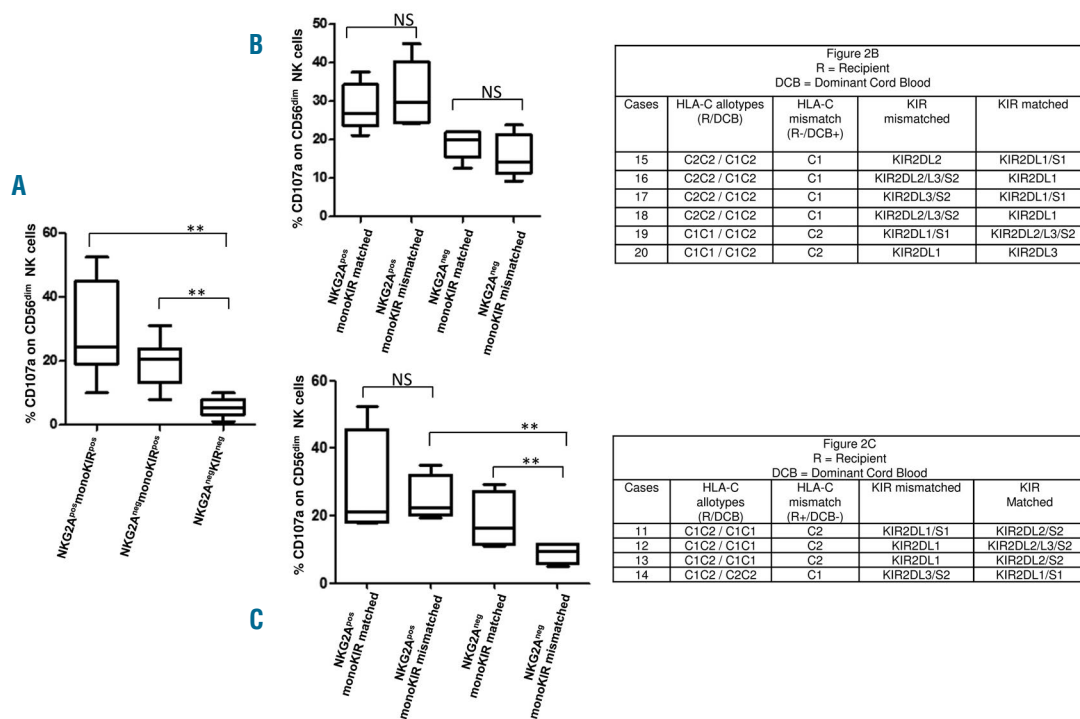 A
% CD107a on CD56dim NK cells
60
40
20
0
**
**
NKG2Apos monoKIRpos
NKG2Aneg monoKIRpos
NKG2Aneg KIRneg
B
% CD107a on CD56dim NK cells
50
40
30
20
10
0
NS
NS
NKG2Apos
monoKIR matched
NKG2Apos
monoKIR mismatched
NKG2Aneg
monoKIR matched
NKG2Aneg
monoKIR mismatched
Figure 2B
R = Recipient
DCB = Dominant Cord Blood
Cases HLA-C allotypes (R/DCB) HLA-C mismatch (R-/DCB+) KIR mismatched KIR matched
15 C2C2 / C1C2 C1 KIR2DL2 KIR2DL1/S1
16 C2C2 / C1C2 C1 KIR2DL2/L3/S2 KIR2DL1
17 C2C2 / C1C2 C1 KIR2DL3/S2 KIR2DL1/S1
18 C2C2 / C1C2 C1 KIR2DL2/L3/S2 KIR2DL1
19 C1C1 / C1C2 C2 KIR2DL1/S1 KIR2DL2/L3/S2
20 C1C1 / C1C2 C2 KIR2DL1 KIR2DL3
C
% CD107a on CD56dim NK cells
60
40
20
0
NS
**
**
NKG2Apos
monoKIR matched
NKG2Apos
monoKIR mismatched
NKG2Aneg
monoKIR matched
NKG2Aneg
monoKIR mismatched
Figure 2C
R = Recipient
DCB = Dominant Cord Blood
Cases HLA-C allotypes (R/DCB) HLA-C mismatch (R+/DCB-) KIR mismatched KIR Matched
11 C1C2 / C1C1 C2 KIR2DL1/S1 KIR2DL2/S2
12 C1C2 / C1C1 C2 KIR2DL1 KIR2DL2/L3/S2
13 C1C2 / C1C1 C2 KIR2DL1 KIR2DL2/S2
14 C1C2 / C2C2 C1 KIR2DL3/S2 KIR2DL1/S1